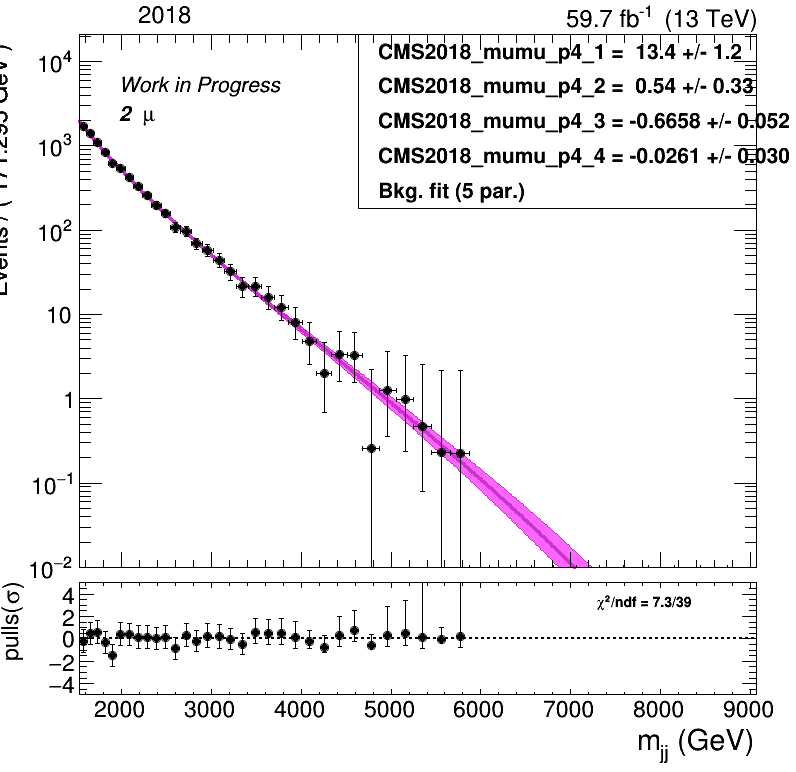 2018
59.7 fb⁻¹ (13 TeV)
CMS2018_mumu_p4_1 = 13.4 +/- 1.2
CMS2018_mumu_p4_2 = 0.54 +/- 0.33
CMS2018_mumu_p4_3 = -0.6658 +/- 0.052
CMS2018_mumu_p4_4 = -0.0261 +/- 0.030
Bkg. fit (5 par.)
Work in Progress
2 μ
10⁴
10³
10²
10
1
10⁻¹
10⁻²
χ²/ndf = 7.3/39
pulls(σ)
4
2
0
−2
−4
2000 3000 4000 5000 6000 7000 8000 9000
m_jj (GeV)